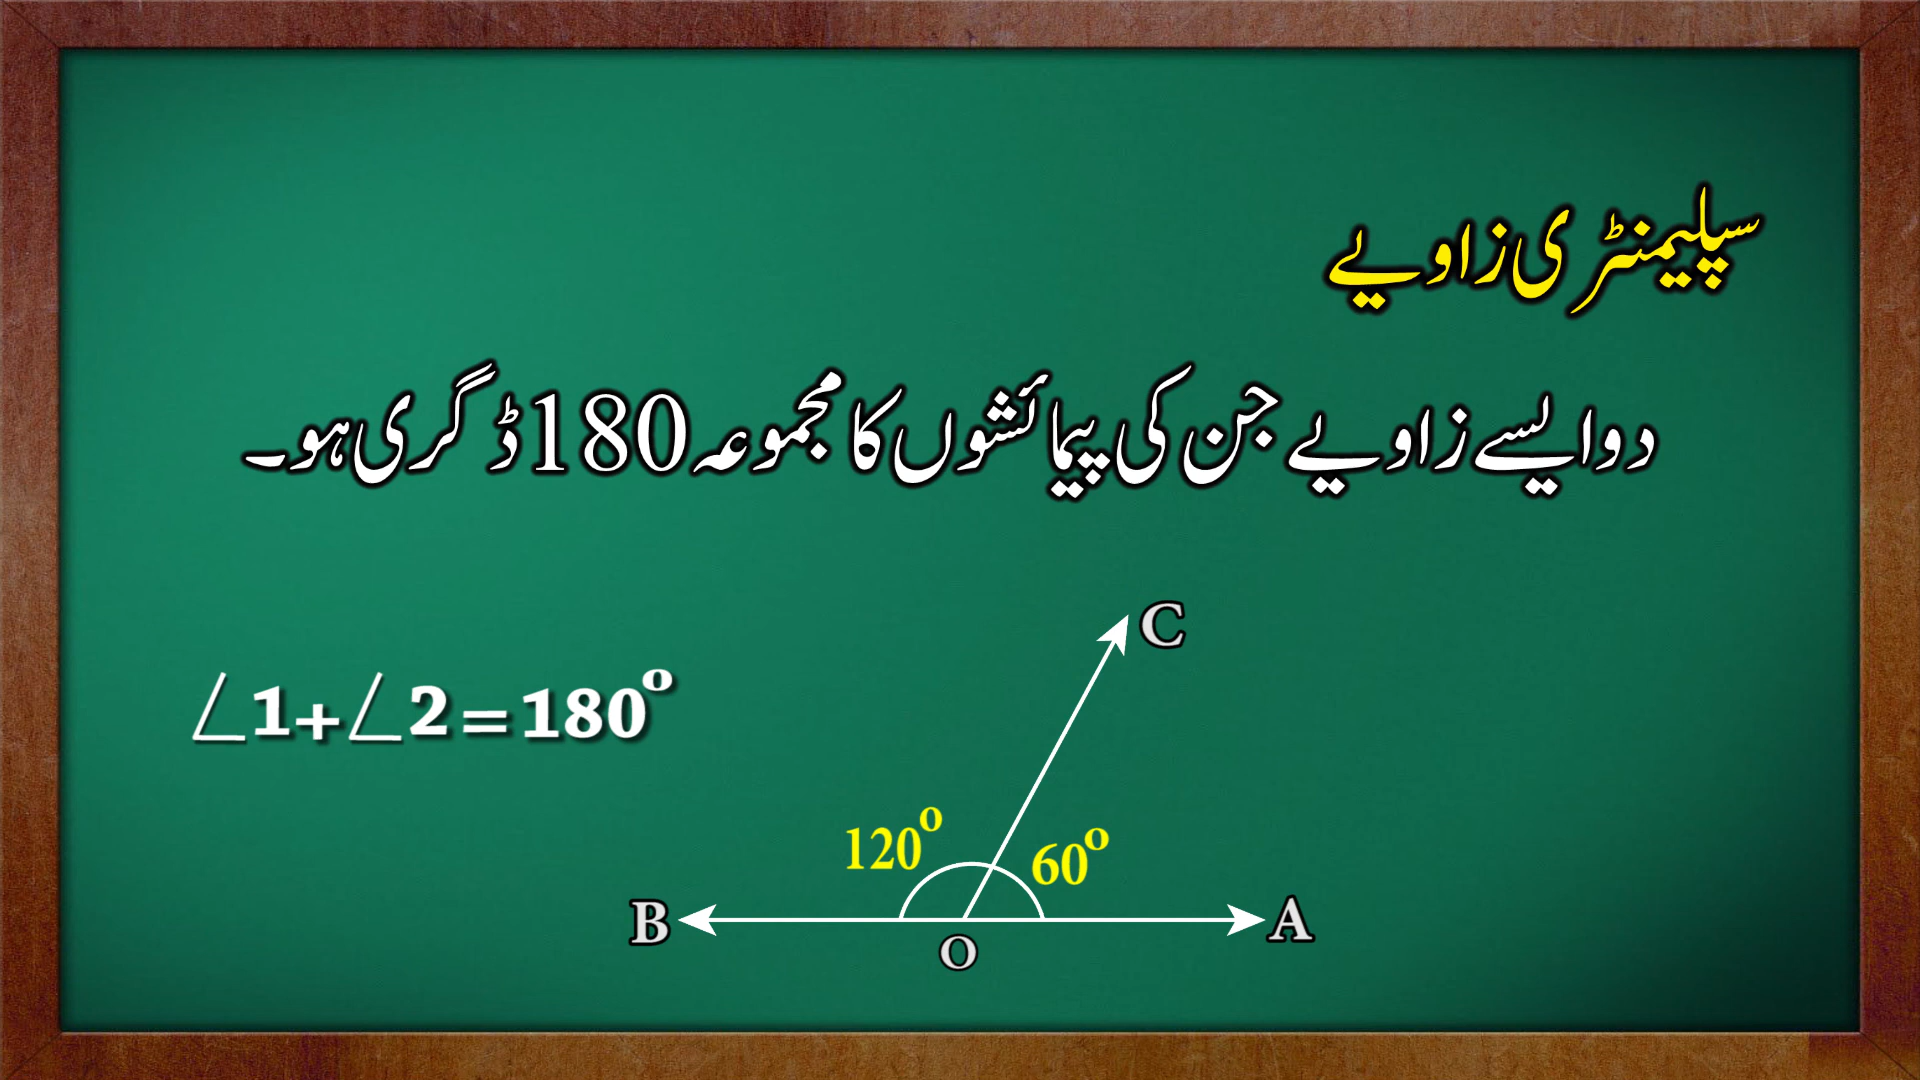 سپلیمنٹری زاویے
دو ایسے زاویے جن کی پیمائشوں کا مجموعہ 180 ڈگری ہو۔
∠1+∠2=180°
C
120°
60°
B
O
A